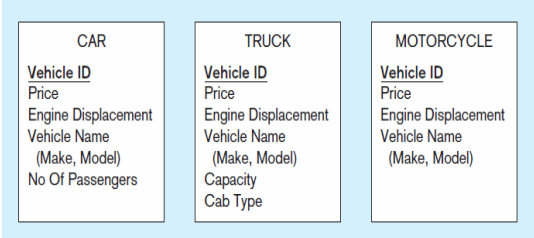 CAR
Vehicle ID
Price
Engine Displacement
Vehicle Name
(Make, Model)
No Of Passengers
TRUCK
Vehicle ID
Price
Engine Displacement
Vehicle Name
(Make, Model)
Capacity
Cab Type
MOTORCYCLE
Vehicle ID
Price
Engine Displacement
Vehicle Name
(Make, Model)